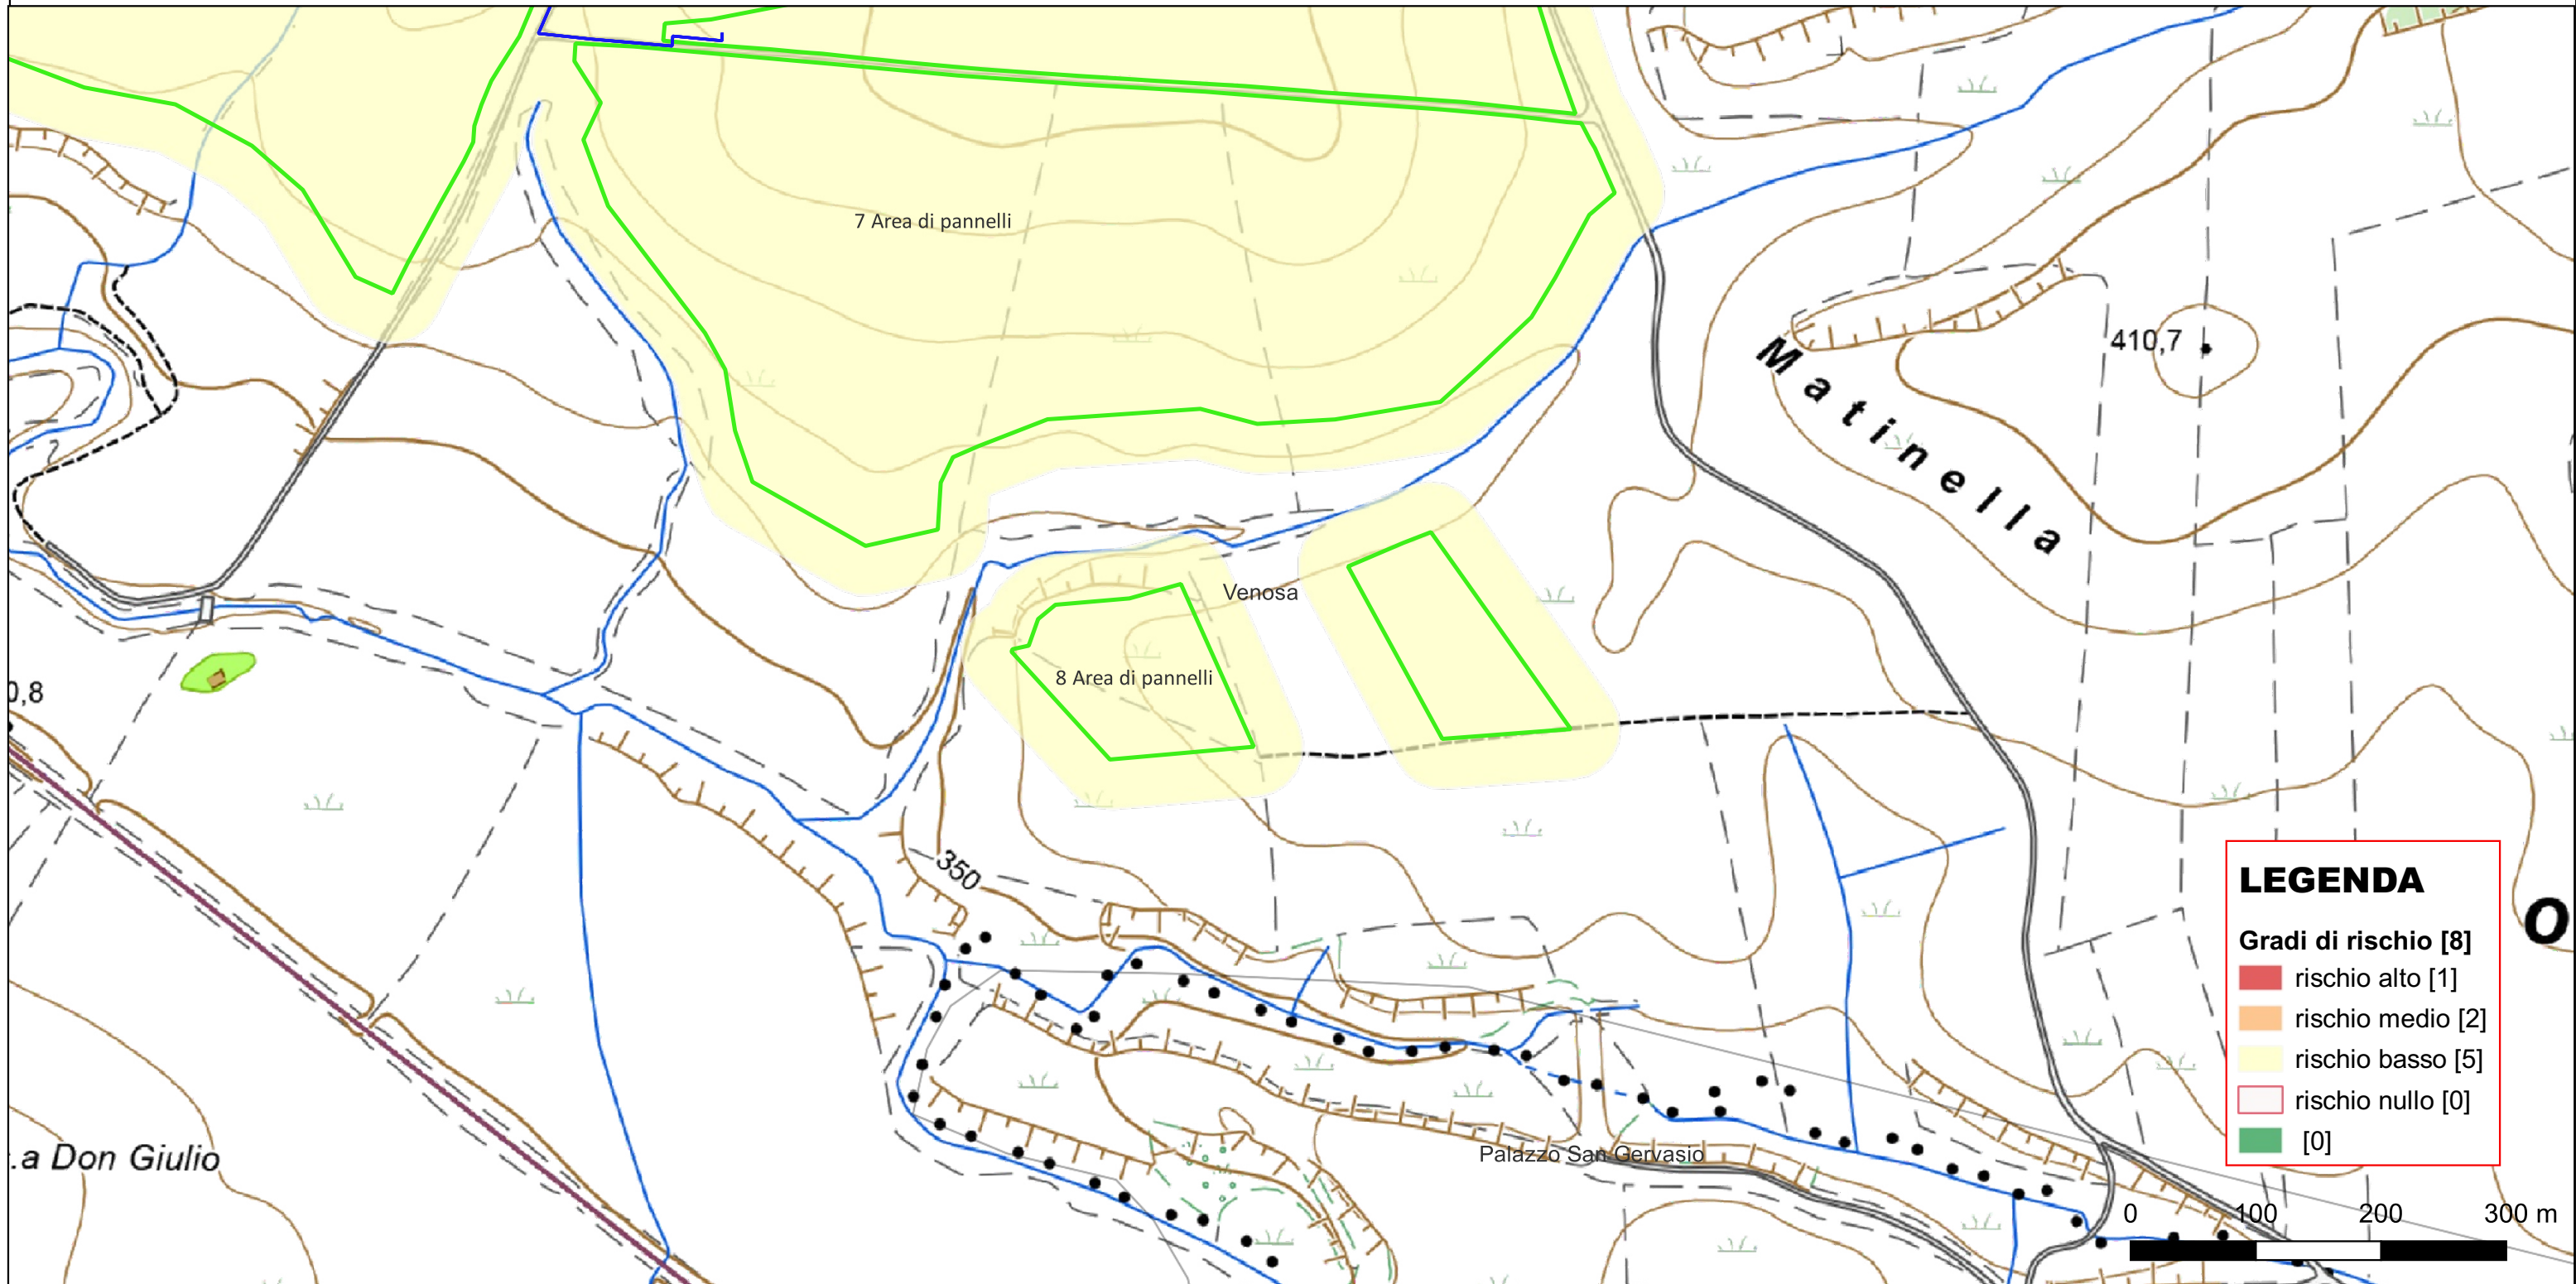 7 Area di pannelli
410,7
Matinella
Venosa
8 Area di pannelli
0,8
350
LEGENDA
O
Gradi di rischio [8]
rischio alto [1]
rischio medio [2]
rischio basso [5]
rischio nullo [0]
[0]
.a Don Giulio
Palazzo San Gervasio
0 100 200 300 m